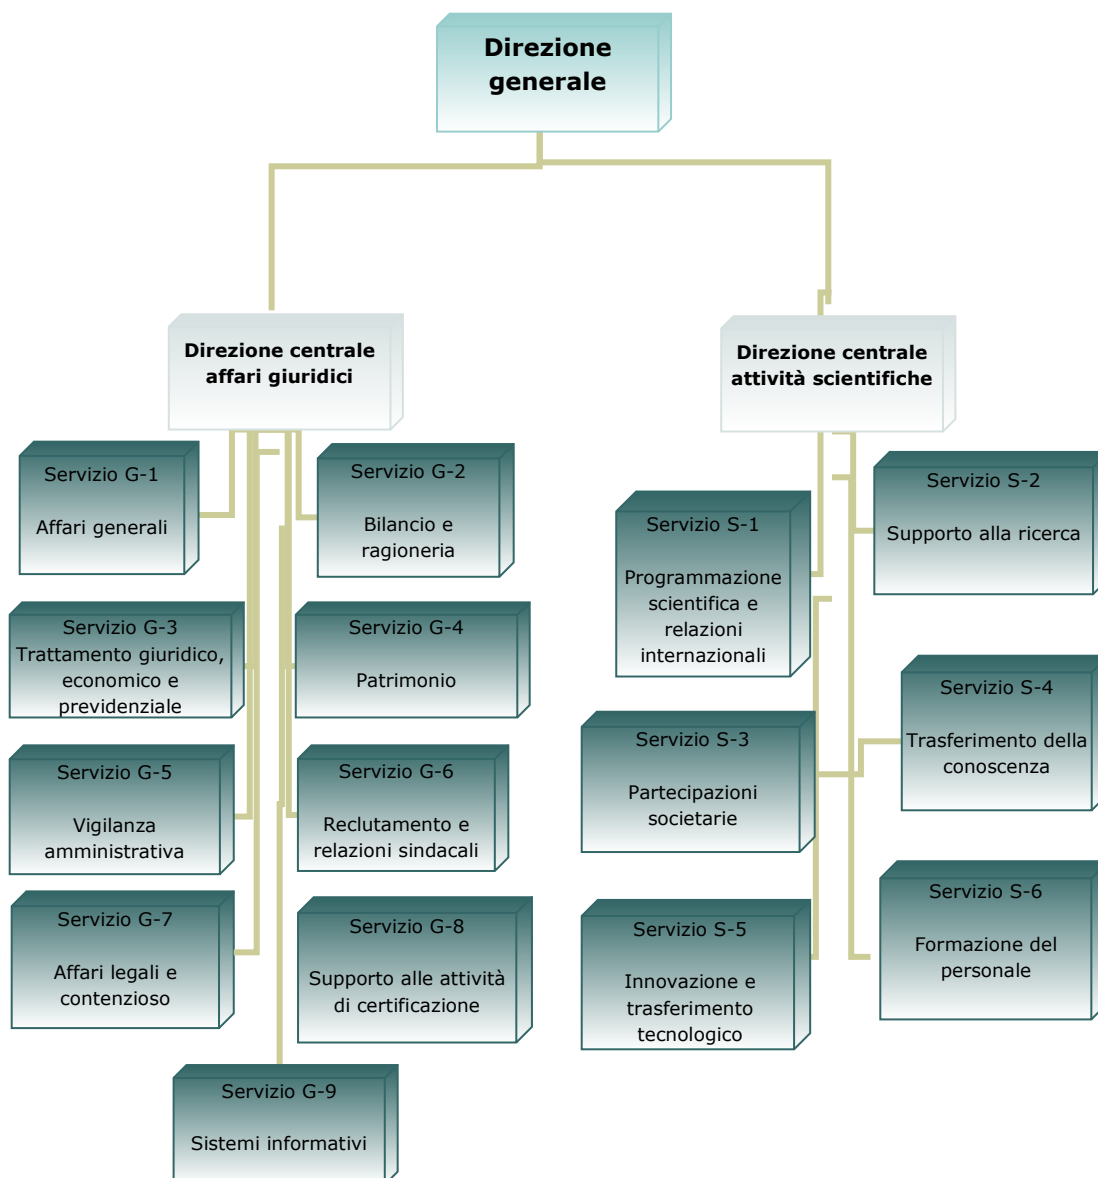 Direzione
generale
Direzione centrale
affari giuridici
Direzione centrale
attività scientifiche
Servizio G-1
Affari generali
Servizio G-2
Bilancio e
ragioneria
Servizio G-3
Trattamento giuridico,
economico e
previdenziale
Servizio G-4
Patrimonio
Servizio G-5
Vigilanza
amministrativa
Servizio G-6
Reclutamento e
relazioni sindacali
Servizio G-7
Affari legali e
contenzioso
Servizio G-8
Supporto alle attività
di certificazione
Servizio G-9
Sistemi informativi
Servizio S-1
Programmazione
scientifica e
relazioni
internazionali
Servizio S-2
Supporto alla ricerca
Servizio S-3
Partecipazioni
societarie
Servizio S-4
Trasferimento della
conoscenza
Servizio S-5
Innovazione e
trasferimento
tecnologico
Servizio S-6
Formazione del
personale